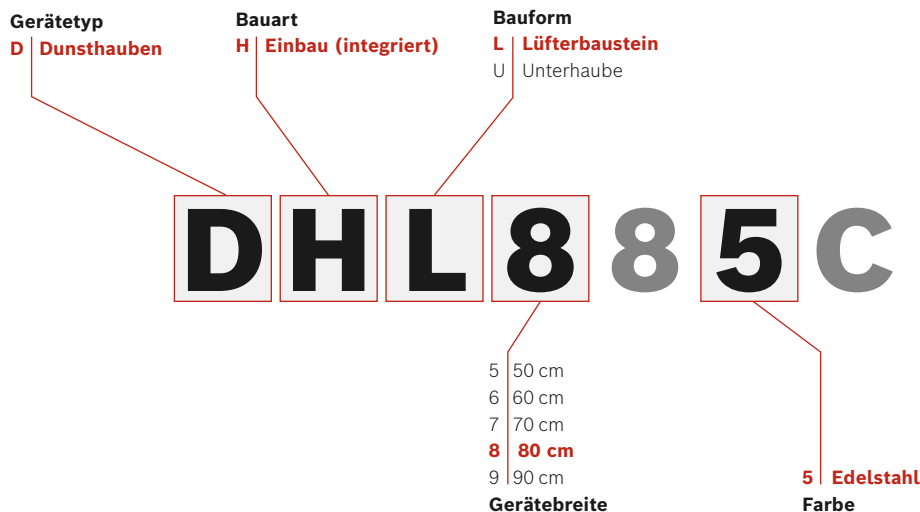 Gerätetyp
D Dunsthauben
Bauart
H Einbau (integriert)
Bauform
L Lüfterbaustein
U Unterhaube
DHL885C
5 50 cm
6 60 cm
7 70 cm
8 80 cm
9 90 cm
Gerätebreite
5 Edelstahl
Farbe